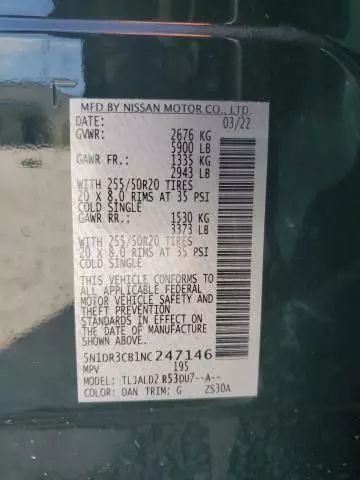 MFD BY NISSAN MOTOR CO., LTD
DATE: 03/22
GVWR: 2676 KG
5900 LB
GAWR FR.: 1335 KG
2943 LB
WITH 255/50R20 TIRES
20 X 8.0 RIMS AT 35 PSI
COLD SINGLE
GAWR RR.: 1530 KG
3373 LB
WITH 255/50R20 TIRES
20 X 8.0 RIMS AT 35 PSI
COLD SINGLE
THIS VEHICLE CONFORMS TO
ALL APPLICABLE U.S. FEDERAL
MOTOR VEHICLE SAFETY
AND THEFT PREVENTION
STANDARDS IN EFFECT ON
THE DATE OF MANUFACTURE
SHOWN ABOVE.
5N1DR3CB1NC247146
MPV 195
MODEL: TLJALDZ R53DU7--A--
COLOR: DAN TRIM: G ZS30A